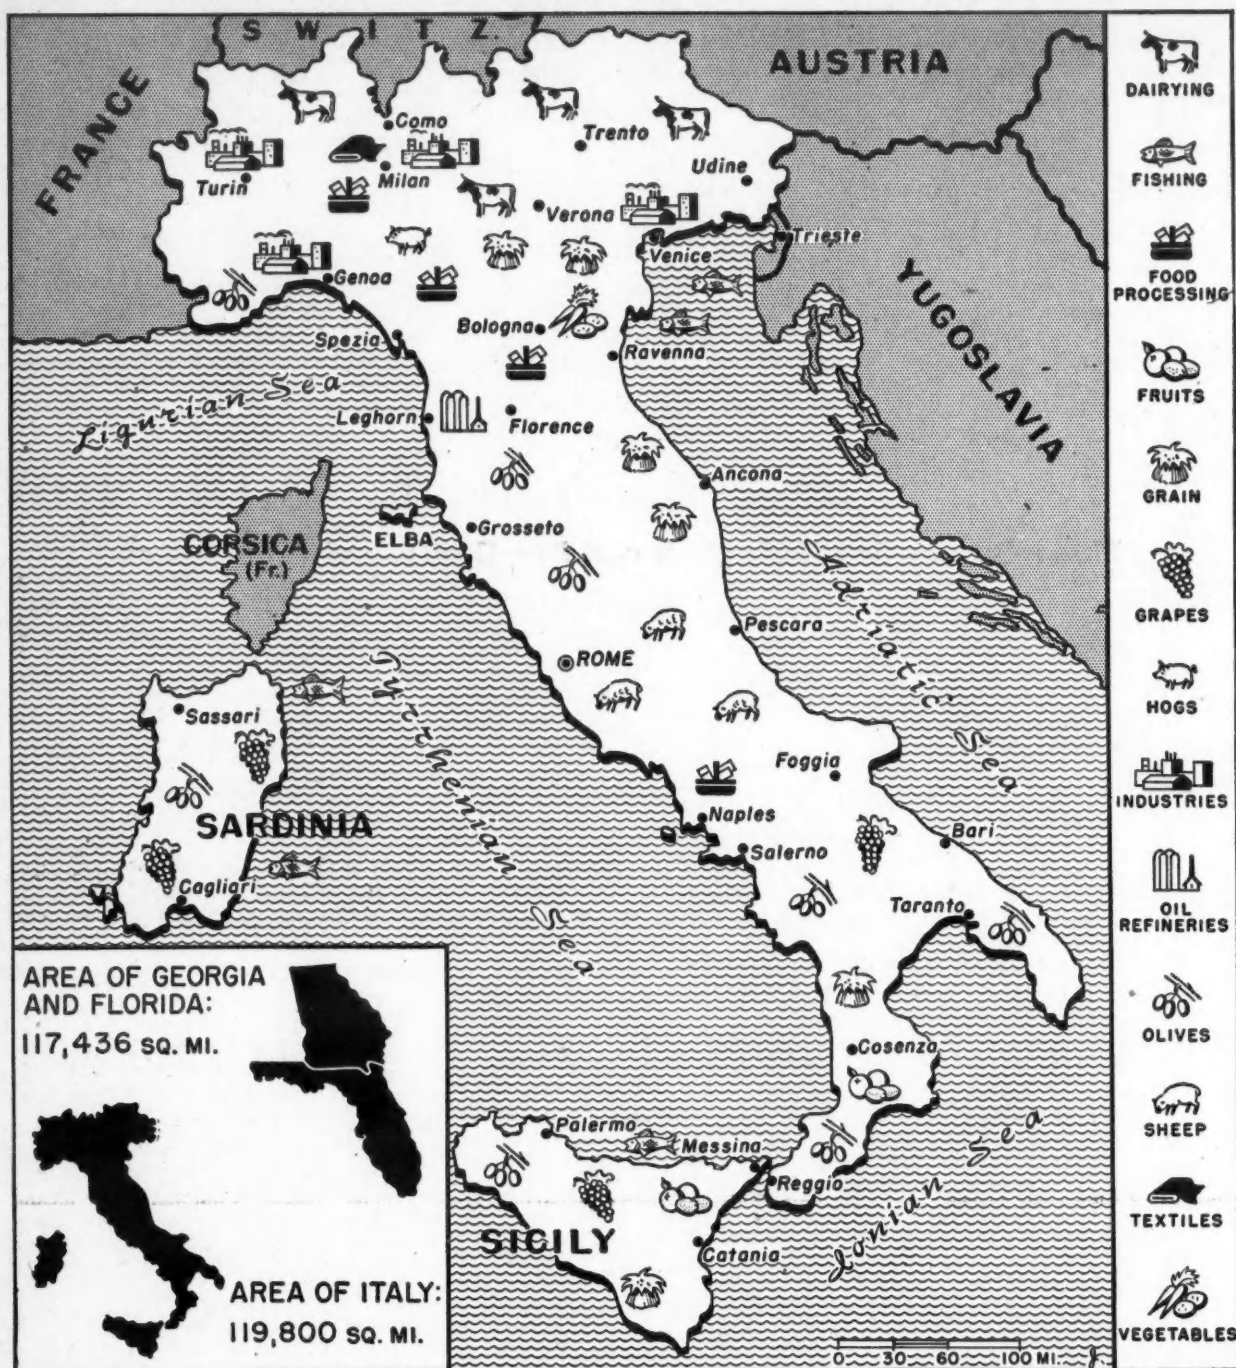 SWITZ.
AUSTRIA
FRANCE
YUGOSLAVIA
Como
Trento
Udine
Turin
Milan
Verona
Venice
Trieste
Genoa
Bologna
Spezia
Ravenna
Ligurian Sea
Leghorn
Florence
Ancona
Grosseto
ELBA
CORSICA
(Fr.)
Adriatic Sea
Pescara
ROME
Tyrrhenian Sea
Sassari
Foggia
SARDINIA
Naples
Bari
Salerno
Cagliari
Taranto
Cosenza
Palermo
Messina
Reggio
Ionian Sea
SICILY
Catania
0 30 60 100 MI.
AREA OF GEORGIA
AND FLORIDA:
117,436 SQ. MI.
AREA OF ITALY:
119,800 SQ. MI.
DAIRYING
FISHING
FOOD
PROCESSING
FRUITS
GRAIN
GRAPES
HOGS
INDUSTRIES
OIL
REFINERIES
OLIVES
SHEEP
TEXTILES
VEGETABLES